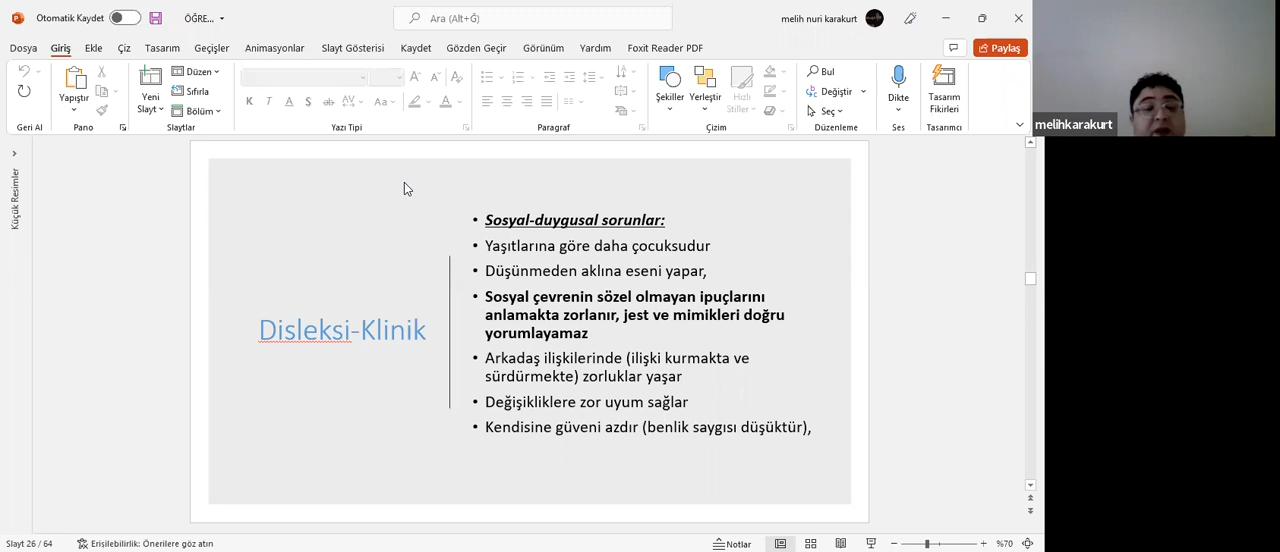 Otomatik Kaydet
ÖĞRE...
Ara (Alt+Ğ)
melih nuri karakurt
Dosya Giriş Ekle Çiz Tasarım Geçişler Animasyonlar Slayt Gösterisi Kaydet Gözden Geçir Görünüm Yardım Foxit Reader PDF
Paylaş
Yapıştır
Yeni
Slayt
Düzen
Sıfırla
Bölüm
K T A S ab AV Aa A
Şekiller
Yerleştir
Hızlı
Stiller
Bul
Değiştir
Seç
Dikte
Tasarım
Fikirleri
Geri Al Pano Slaytlar Yazı Tipi Paragraf Çizim Düzenleme Ses Tasarımcı
melihkarakurt
Küçük Resimler
Disleksi-Klinik
• Sosyal-duygusal sorunlar:
• Yaşıtlarına göre daha çocuksudur
• Düşünmeden aklına eseni yapar,
• Sosyal çevrenin sözel olmayan ipuçlarını
anlamakta zorlanır, jest ve mimikleri doğru
yorumlayamaz
• Arkadaş ilişkilerinde (ilişki kurmakta ve
sürdürmekte) zorluklar yaşar
• Değişikliklere zor uyum sağlar
• Kendisine güveni azdır (benlik saygısı düşüktür),
Slayt 26 / 64
Erişilebilirlik: Önerilere göz atın
Notlar
%70